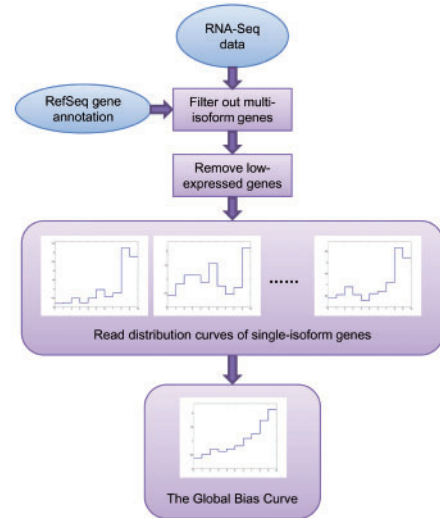 RNA-Seq
data
RefSeq gene
annotation
Filter out multi-
isoform genes
Remove low-
expressed genes
......
Read distribution curves of single-isoform genes
The Global Bias Curve